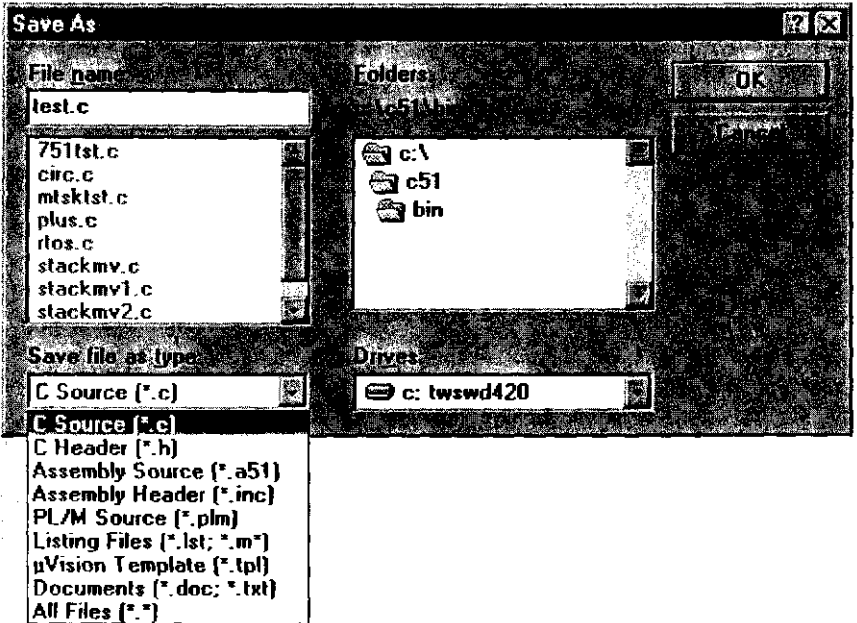 Save As
File name
test.c
751tst.c
circ.c
mtsktst.c
plus.c
rtos.c
stackmv.c
stackmv1.c
stackmv2.c
Save file as type
C Source (*.c)
C Source (*.c)
C Header (*.h)
Assembly Source (*.a51)
Assembly Header (*.inc)
PL/M Source (*.plm)
Listing Files (*.lst; *.m*)
µVision Template (*.tpl)
Documents (*.doc; *.txt)
All Files (*.*)
Folders:
c:\
c51
bin
Drives
c: twswd420
OK